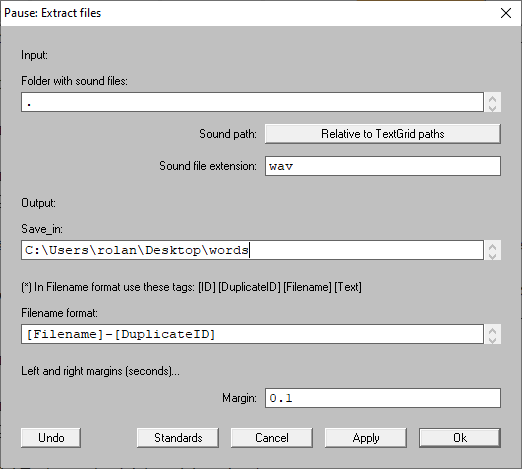 Pause: Extract files
Input:
Folder with sound files:
.
Sound path: Relative to TextGrid paths
Sound file extension: wav
Output:
Save_in:
C:\Users\rolan\Desktop\words
(*) In Filename format use these tags: [ID] [DuplicateID] [Filename] [Text]
Filename format:
[Filename]-[DuplicateID]
Left and right margins (seconds)...
Margin: 0.1
Undo Standards Cancel Apply Ok